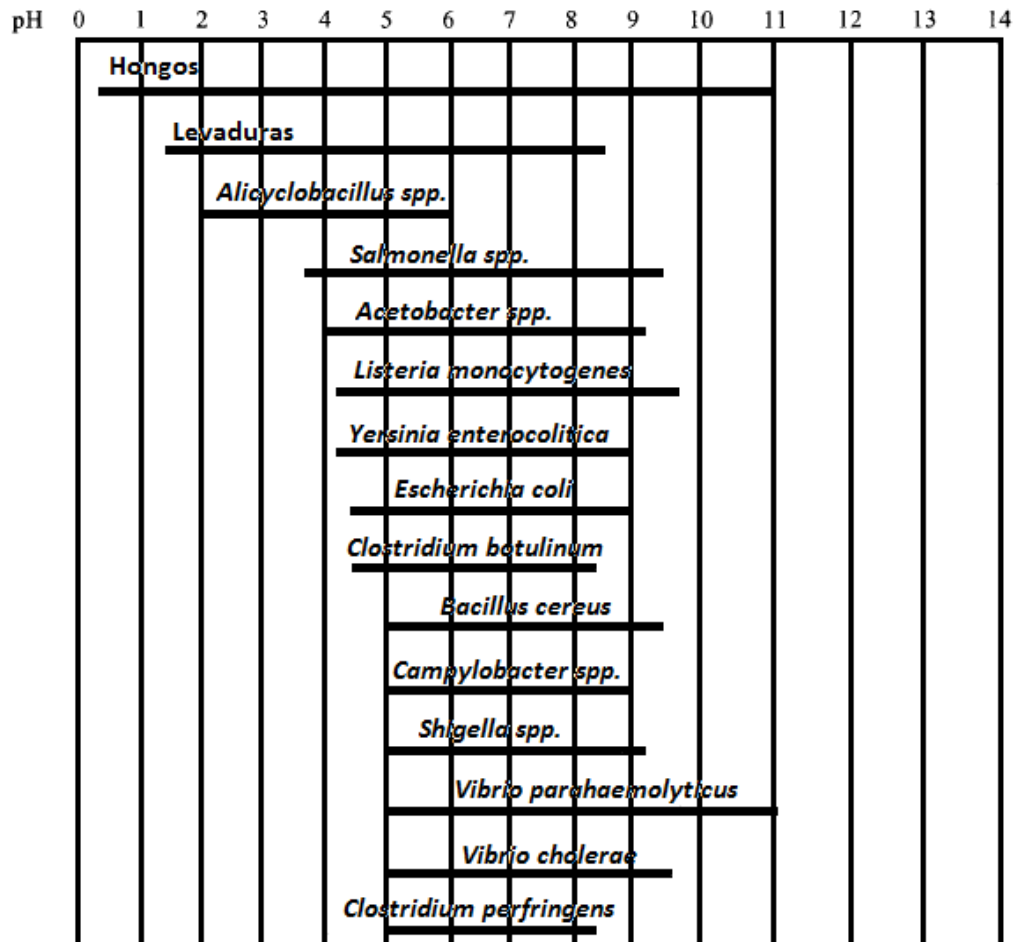 pH 0 1 2 3 4 5 6 7 8 9 10 11 12 13 14
Hongos
Levaduras
Alicyclobacillus spp.
Salmonella spp.
Acetobacter spp.
Listeria monocytogenes
Yersinia enterocolitica
Escherichia coli
Clostridium botulinum
Bacillus cereus
Campylobacter spp.
Shigella spp.
Vibrio parahaemolyticus
Vibrio cholerae
Clostridium perfringens